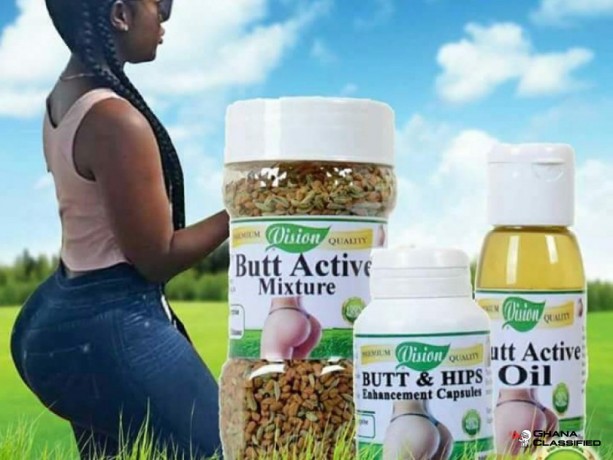 PREMIUM Vision QUALITY
Butt Active
Mixture
PREMIUM Vision QUALITY
BUTT & HIPS
Enhancement Capsules
Vision QUALITY
utt Active
Oil
GHANA
CLASSIFIED